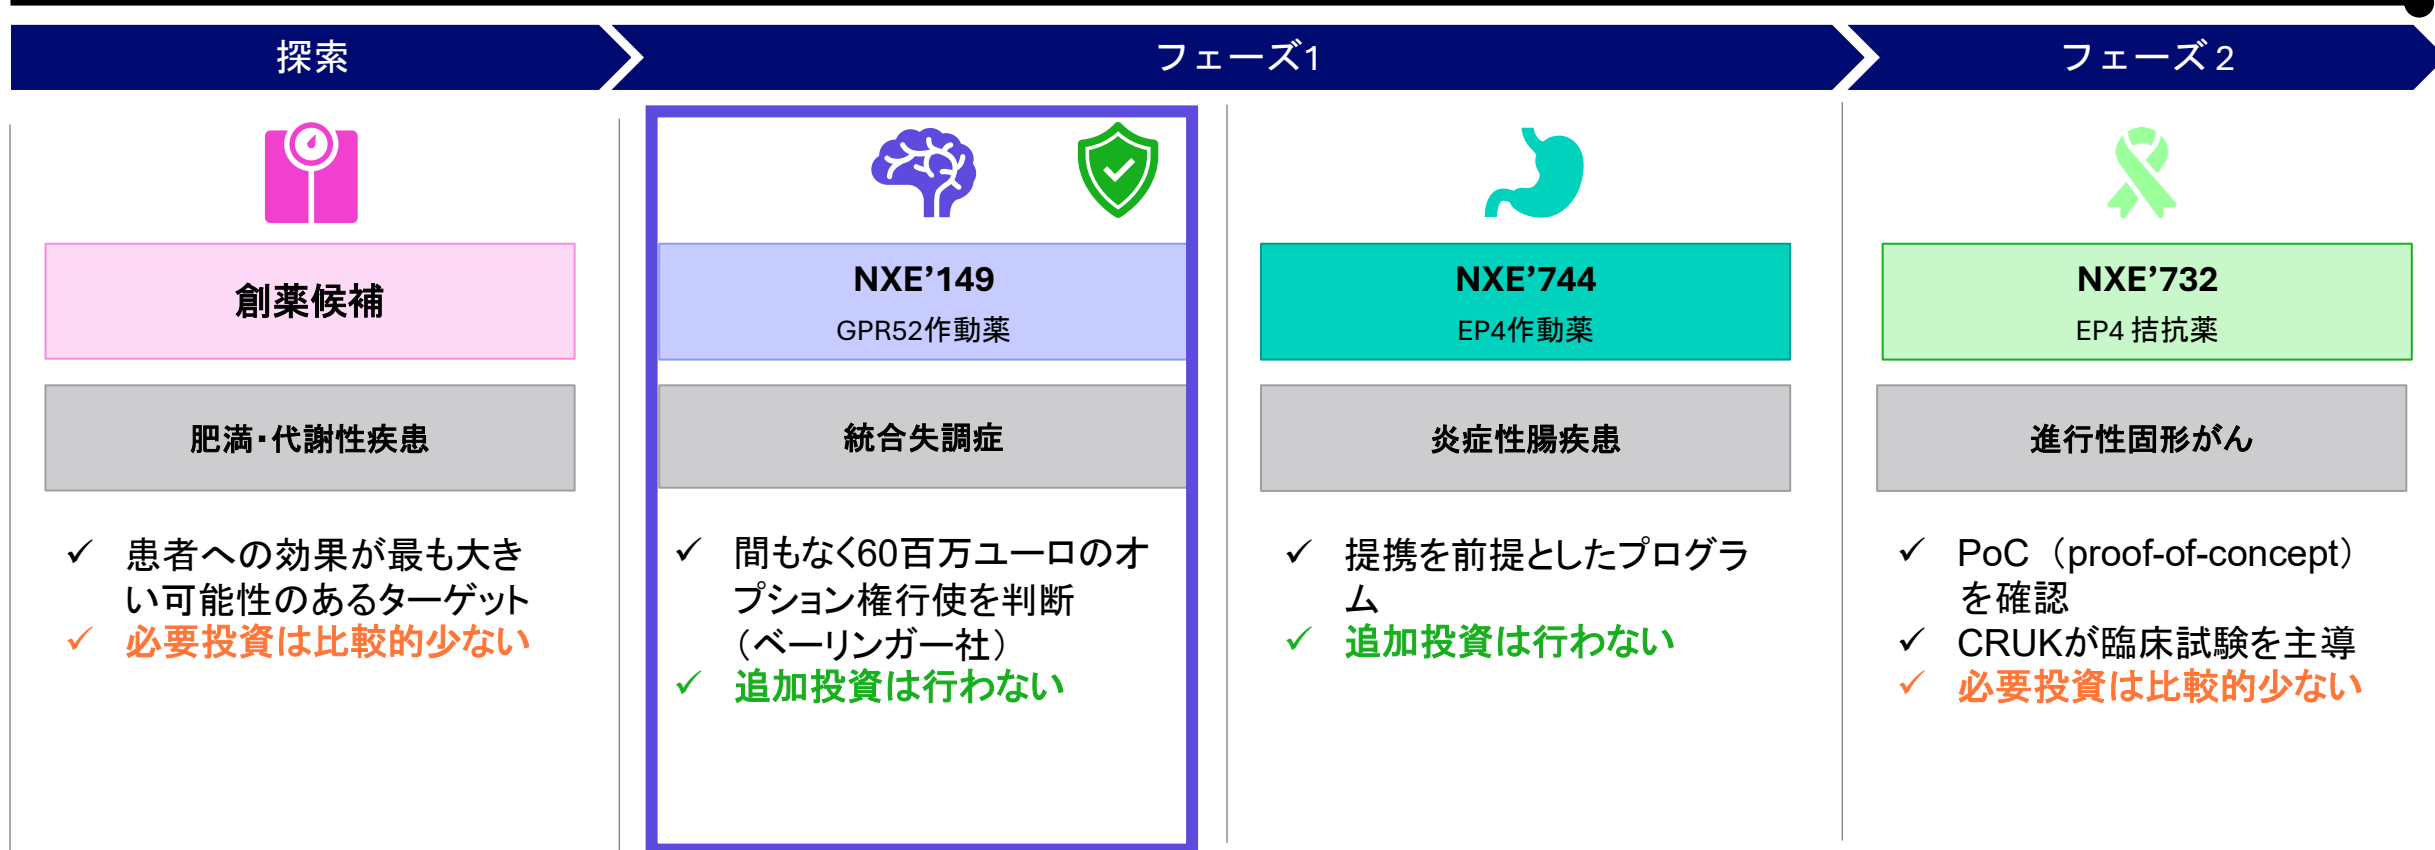 探索
フェーズ1
フェーズ2
創薬候補
肥満・代謝性疾患
✓ 患者への効果が最も大き
い可能性のあるターゲット
✓ 必要投資は比較的少ない
NXE’149
GPR52作動薬
統合失調症
✓ 間もなく60百万ユーロのオ
プション権行使を判断
（ベーリンガー社）
✓ 追加投資は行わない
NXE’744
EP4作動薬
炎症性腸疾患
✓ 提携を前提としたプログラ
ム
✓ 追加投資は行わない
NXE’732
EP4 拮抗薬
進行性固形がん
✓ PoC（proof-of-concept）
を確認
✓ CRUKが臨床試験を主導
✓ 必要投資は比較的少ない